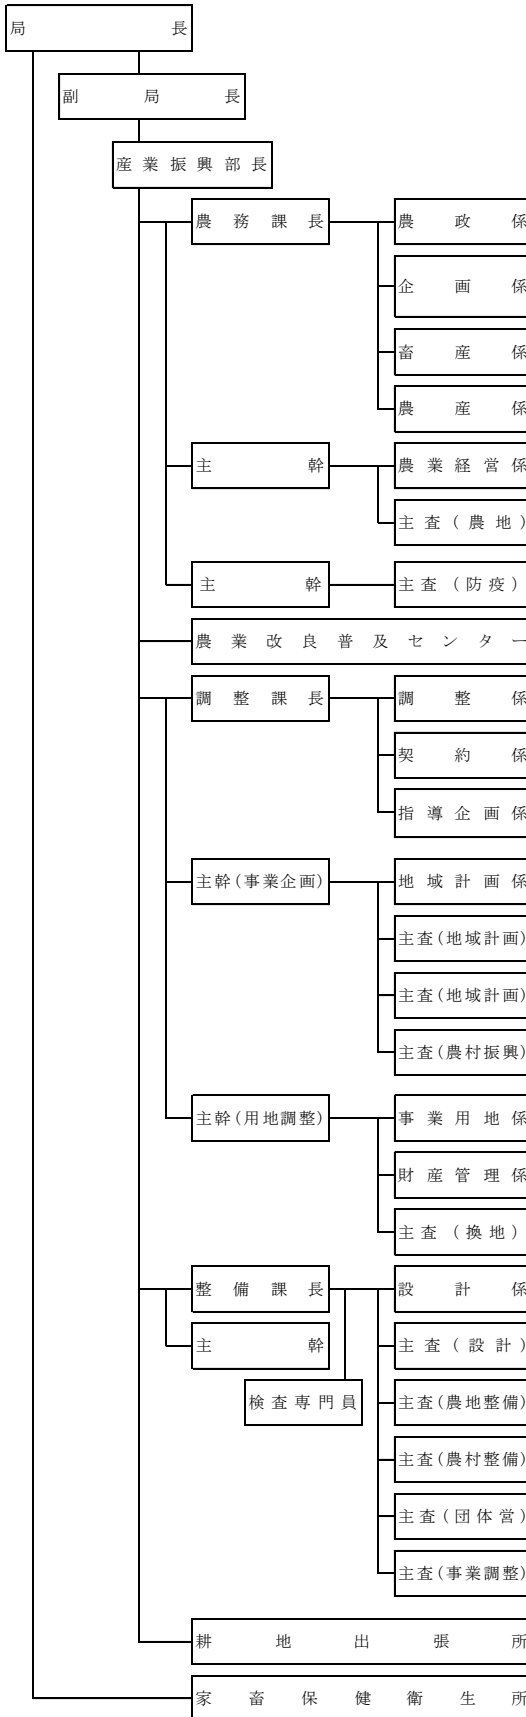 局長
副局長
産業振興部長
農務課長
農政係
企画係
畜産係
農産係
主幹
農業経営係
主査(農地)
主幹
主査(防疫)
農業改良普及センター
調整課長
調整係
契約係
指導企画係
主幹(事業企画)
地域計画係
主査(地域計画)
主査(地域計画)
主査(農村振興)
主幹(用地調整)
事業用地係
財産管理係
主査(換地)
整備課長
設計係
主幹
主査(設計)
検査専門員
主査(農地整備)
主査(農村整備)
主査(団体営)
主査(事業調整)
耕地出張所
家畜保健衛生所